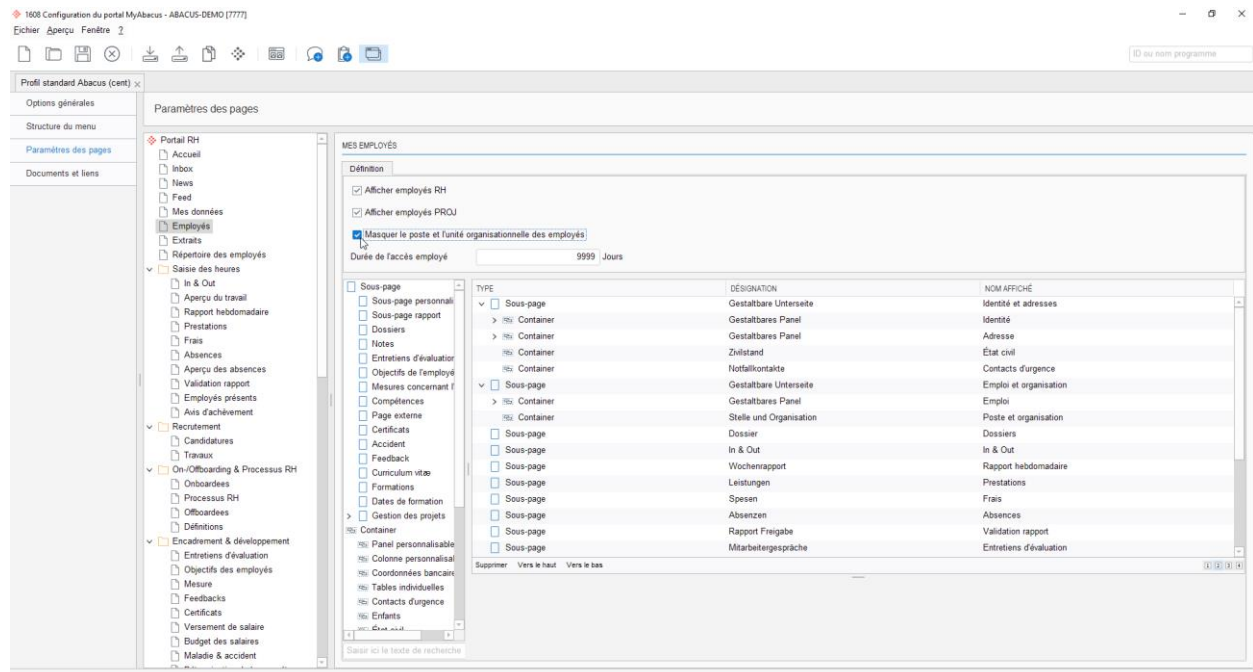 1608 Configuration du portal MyAbacus - ABACUS-DEMO [7777]
Fichier Aperçu Fenêtre ?
ID ou nom programme
Profil standard Abacus (cent)
Options générales
Structure du menu
Paramètres des pages
Documents et liens
Paramètres des pages
Portail RH
Accueil
Inbox
News
Feed
Mes données
Employés
Extraits
Répertoire des employés
Saisie des heures
In & Out
Aperçu du travail
Rapport hebdomadaire
Prestations
Frais
Absences
Aperçu des absences
Validation rapport
Employés présents
Avis d'achèvement
Recrutement
Candidatures
Travaux
On-/Offboarding & Processus RH
Onboardees
Processus RH
Offboardees
Définitions
Encadrement & développement
Entretiens d'évaluation
Objectifs des employés
Mesure
Feedbacks
Certificats
Versement de salaire
Budget des salaires
Maladie & accident
MES EMPLOYÉS
Définition
Afficher employés RH
Afficher employés PROJ
Masquer le poste et l'unité organisationnelle des employés
Durée de l'accès employé 9999 Jours
Sous-page
Sous-page personnali
Sous-page rapport
Dossiers
Notes
Entretiens d'évaluation
Objectifs de l'employé
Mesures concernant l'
Compétences
Page externe
Certificats
Accident
Feedback
Curriculum vitæ
Formations
Dates de formation
Gestion des projets
Container
Panel personnalisable
Colonne personnalisal
Coordonnées bancaire
Tables individuelles
Contacts d'urgence
Enfants
État civil
Saisir ici le texte de recherche
TYPE DÉSIGNATION NOM AFFICHÉ
Sous-page Gestaltbare Unterseite Identité et adresses
Container Gestaltbares Panel Identité
Container Gestaltbares Panel Adresse
Container Zivilstand État civil
Container Notfallkontakte Contacts d'urgence
Sous-page Gestaltbare Unterseite Emploi et organisation
Container Gestaltbares Panel Emploi
Container Stelle und Organisation Poste et organisation
Sous-page Dossier Dossiers
Sous-page In & Out In & Out
Sous-page Wochenrapport Rapport hebdomadaire
Sous-page Leistungen Prestations
Sous-page Spesen Frais
Sous-page Absenzen Absences
Sous-page Rapport Freigabe Validation rapport
Sous-page Mitarbeitergespräche Entretiens d'évaluation
Supprimer Vers le haut Vers le bas 1 2 3 4